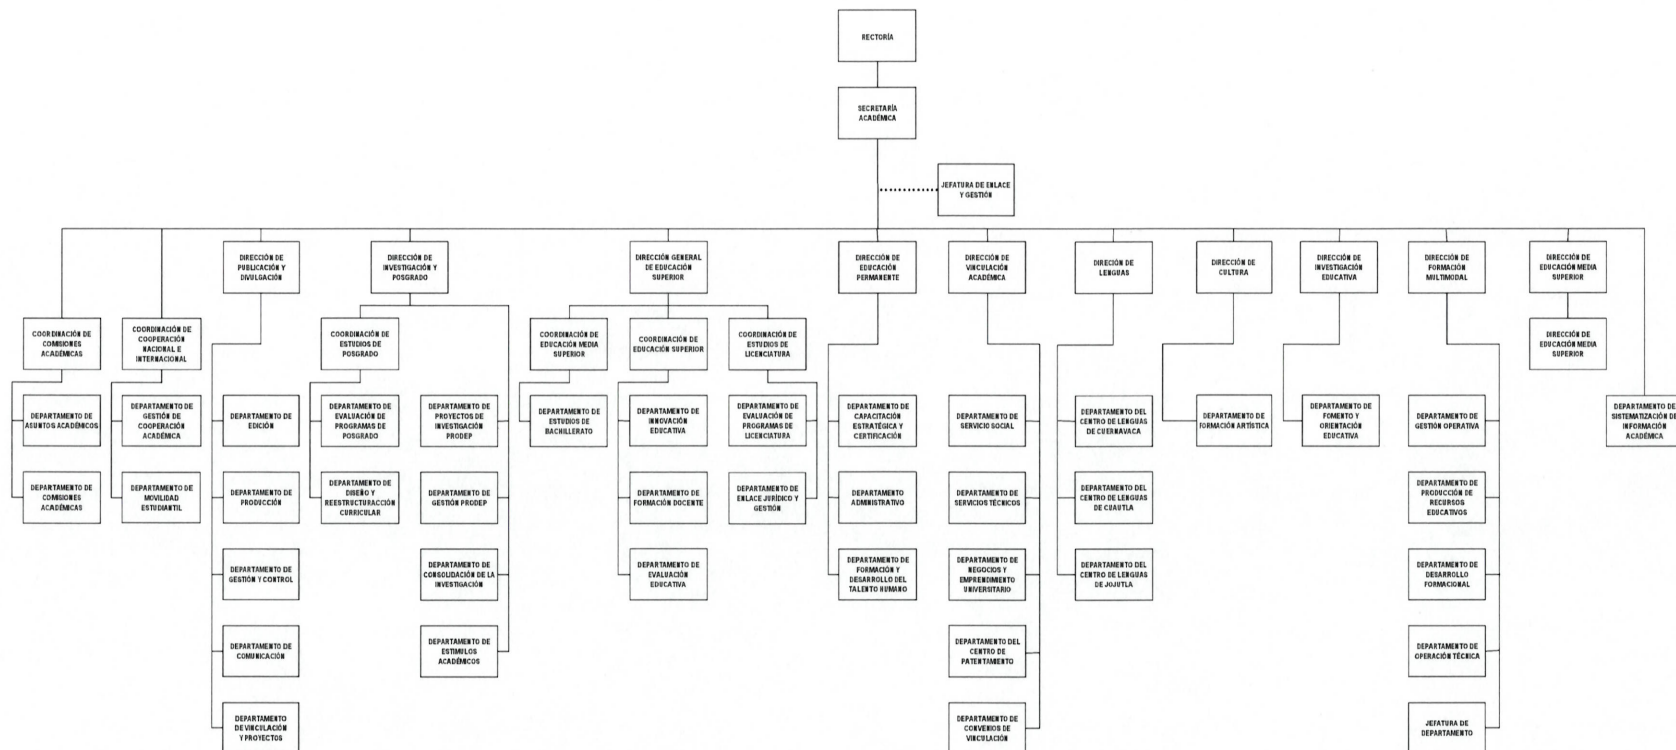 RECTORÍA
SECRETARÍA
ACADÉMICA
JEFATURA DE ENLACE
Y GESTIÓN
DIRECCIÓN DE
PUBLICACIÓN Y
DIVULGACIÓN
DIRECCIÓN DE
INVESTIGACIÓN Y
POSGRADO
DIRECCIÓN GENERAL
DE EDUCACIÓN
SUPERIOR
DIRECCIÓN DE
EDUCACIÓN
PERMANENTE
DIRECCIÓN DE
VINCULACIÓN
ACADÉMICA
DIRECIÓN DE
LENGUAS
DIRECCIÓN DE
CULTURA
DIRECCIÓN DE
INVESTIGACIÓN
EDUCATIVA
DIRECCIÓN DE
FORMACIÓN
MULTIMODAL
DIRECCIÓN DE
EDUCACIÓN MEDIA
SUPERIOR
COORDINACIÓN DE
COMISIONES
ACADÉMICAS
COORDINACIÓN DE
COOPERACIÓN
NACIONAL E
INTERNACIONAL
COORDINACIÓN DE
ESTUDIOS DE
POSGRADO
COORDINACIÓN DE
EDUCACIÓN MEDIA
SUPERIOR
COORDINACIÓN DE
EDUCACIÓN SUPERIOR
COORDINACIÓN DE
ESTUDIOS DE
LICENCIATURA
DIRECCIÓN DE
EDUCACIÓN MEDIA
SUPERIOR
DEPARTAMENTO DE
ASUNTOS ACADÉMICOS
DEPARTAMENTO DE
GESTIÓN DE
COOPERACIÓN
ACADÉMICA
DEPARTAMENTO DE
EDICIÓN
DEPARTAMENTO DE
EVALUACIÓN DE
PROGRAMAS DE
POSGRADO
DEPARTAMENTO DE
PROYECTOS DE
INVESTIGACIÓN
PRODEP
DEPARTAMENTO DE
ESTUDIOS DE
BACHILLERATO
DEPARTAMENTO DE
INNOVACIÓN
EDUCATIVA
DEPARTAMENTO DE
EVALUACIÓN DE
PROGRAMAS DE
LICENCIATURA
DEPARTAMENTO DE
CAPACITACIÓN
ESTRATÉGICA Y
CERTIFICACIÓN
DEPARTAMENTO DE
SERVICIO SOCIAL
DEPARTAMENTO DEL
CENTRO DE LENGUAS
DE CUERNAVACA
DEPARTAMENTO DE
FORMACIÓN ARTÍSTICA
DEPARTAMENTO DE
FOMENTO Y
ORIENTACIÓN
EDUCATIVA
DEPARTAMENTO DE
GESTIÓN OPERATIVA
DEPARTAMENTO DE
SISTEMATIZACIÓN DE
INFORMACIÓN
ACADÉMICA
DEPARTAMENTO DE
COMISIONES
ACADÉMICAS
DEPARTAMENTO DE
MOVILIDAD
ESTUDIANTIL
DEPARTAMENTO DE
PRODUCCIÓN
DEPARTAMENTO DE
DISEÑO Y
REESTRUCTURACCIÓN
CURRICULAR
DEPARTAMENTO DE
GESTIÓN PRODEP
DEPARTAMENTO DE
FORMACIÓN DOCENTE
DEPARTAMENTO DE
ENLACE JURÍDICO Y
GESTIÓN
DEPARTAMENTO
ADMINISTRATIVO
DEPARTAMENTO DE
SERVICIOS TÉCNICOS
DEPARTAMENTO DEL
CENTRO DE LENGUAS
DE CUAUTLA
DEPARTAMENTO DE
PRODUCCIÓN DE
RECURSOS
EDUCATIVOS
DEPARTAMENTO DE
GESTIÓN Y CONTROL
DEPARTAMENTO DE
CONSOLIDACIÓN DE LA
INVESTIGACIÓN
DEPARTAMENTO DE
EVALUACIÓN
EDUCATIVA
DEPARTAMENTO DE
FORMACIÓN Y
DESARROLLO DEL
TALENTO HUMANO
DEPARTAMENTO DE
NEGOCIOS Y
EMPRENDIMIENTO
UNIVERSITARIO
DEPARTAMENTO DEL
CENTRO DE LENGUAS
DE JOJUTLA
DEPARTAMENTO DE
DESARROLLO
FORMACIONAL
DEPARTAMENTO DE
COMUNICACIÓN
DEPARTAMENTO DE
ESTIMULOS
ACADÉMICOS
DEPARTAMENTO DEL
CENTRO DE
PATENTAMIENTO
DEPARTAMENTO DE
OPERACIÓN TÉCNICA
DEPARTAMENTO
DE VINCULACIÓN
Y PROYECTOS
DEPARTAMENTO DE
CONVENIOS DE
VINCULACIÓN
JEFATURA DE
DEPARTAMENTO